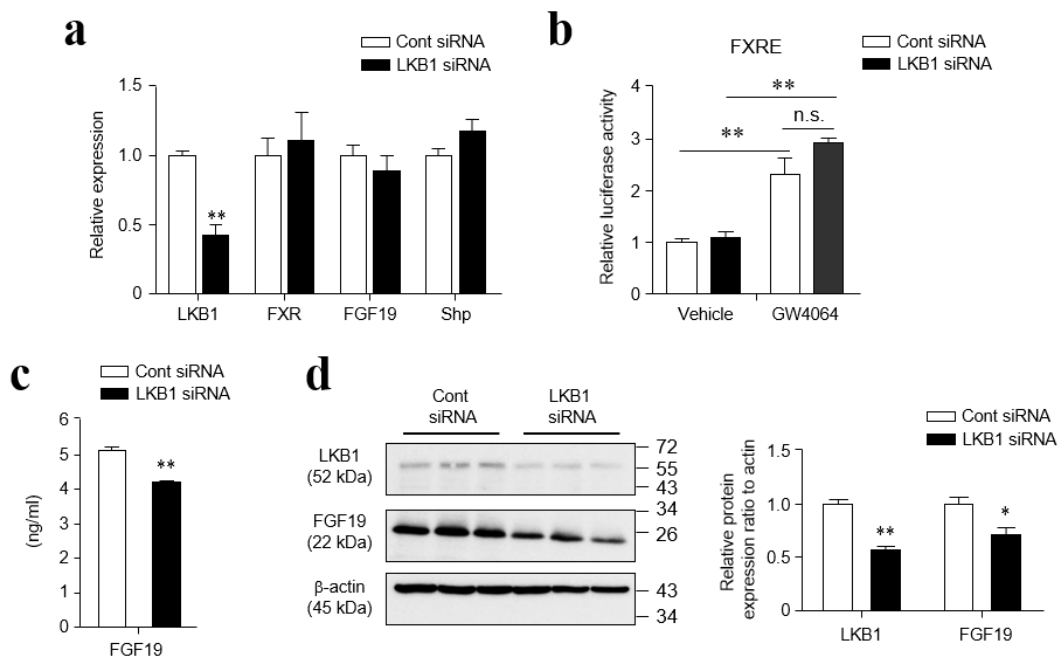 a
Cont siRNA
LKB1 siRNA
Relative expression
1.5
1.0
0.5
0
**
LKB1 FXR FGF19 Shp
b
FXRE
Cont siRNA
LKB1 siRNA
Relative luciferase activity
4
3
2
1
0
**
**
n.s.
Vehicle GW4064
c
Cont siRNA
LKB1 siRNA
(ng/ml)
6
5
4
3
2
1
0
**
FGF19
d
Cont
siRNA
LKB1
siRNA
LKB1
(52 kDa)
72
55
43
FGF19
(22 kDa)
34
26
β-actin
(45 kDa)
43
34
Cont siRNA
LKB1 siRNA
Relative protein
expression ratio to actin
1.5
1.0
0.5
0
**
*
LKB1 FGF19